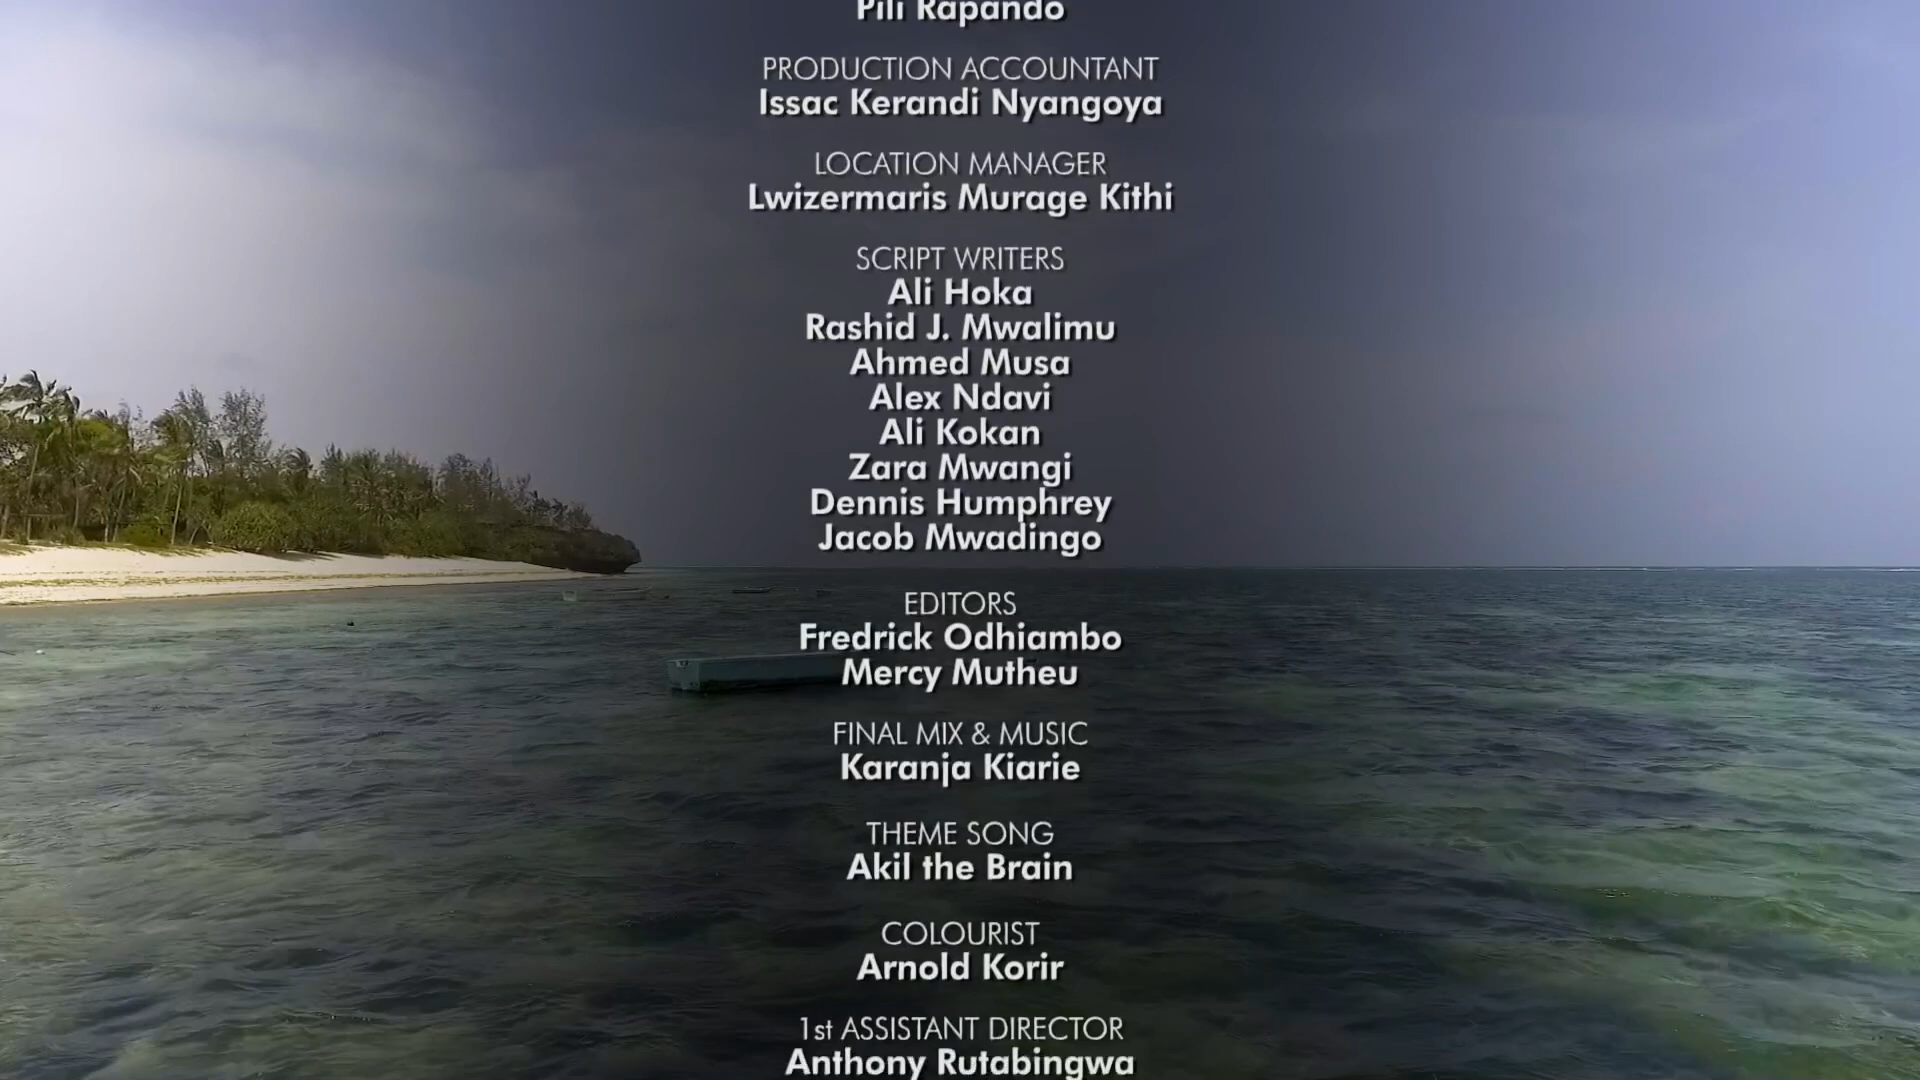 Pili Rapando
PRODUCTION ACCOUNTANT
Issac Kerandi Nyangoya
LOCATION MANAGER
Lwizermaris Murage Kithi
SCRIPT WRITERS
Ali Hoka
Rashid J. Mwalimu
Ahmed Musa
Alex Ndavi
Ali Kokan
Zara Mwangi
Dennis Humphrey
Jacob Mwadingo
EDITORS
Fredrick Odhiambo
Mercy Mutheu
FINAL MIX & MUSIC
Karanja Kiarie
THEME SONG
Akil the Brain
COLOURIST
Arnold Korir
1st ASSISTANT DIRECTOR
Anthony Rutabingwa